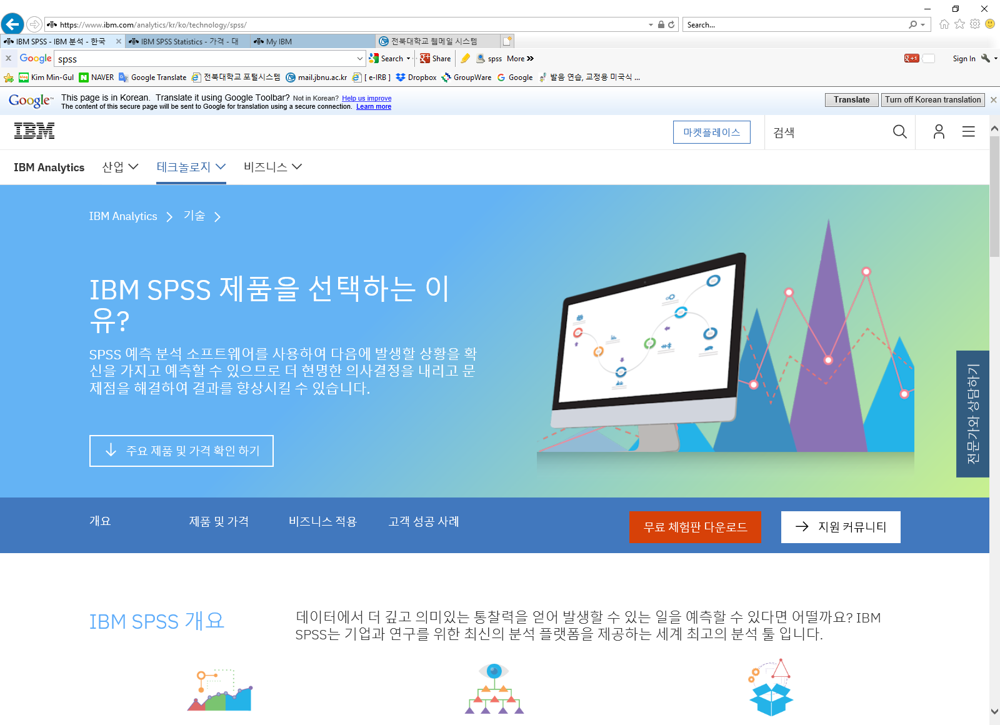 https://www.ibm.com/analytics/kr/ko/technology/spss/
Search...
IBM SPSS - IBM 분석 - 한국
IBM SPSS Statistics - 가격 - 대
My IBM
전북대학교 웹메일 시스템
x Google spss Search Share spss More » g+1 Sign In
Kim Min-Gul NAVER Google Translate 전북대학교 포털시스템 mail.jbnu.ac.kr [ e-IRB ] Dropbox GroupWare Google 발음 연습, 교정용 미국식 ...
Google™ This page is in Korean. Translate it using Google Toolbar? Not in Korean? Help us improve
The content of this secure page will be sent to Google for translation using a secure connection. Learn more
Translate
Turn off Korean translation
IBM
마켓플레이스
검색
IBM Analytics 산업 테크놀로지 비즈니스
IBM Analytics 기술
IBM SPSS 제품을 선택하는 이
유?
SPSS 예측 분석 소프트웨어를 사용하여 다음에 발생할 상황을 확
신을 가지고 예측할 수 있으므로 더 현명한 의사결정을 내리고 문
제점을 해결하여 결과를 향상시킬 수 있습니다.
주요 제품 및 가격 확인 하기
전문가와 상담하기
개요 제품 및 가격 비즈니스 적용 고객 성공 사례
무료 체험판 다운로드
지원 커뮤니티
IBM SPSS 개요
데이터에서 더 깊고 의미있는 통찰력을 얻어 발생할 수 있는 일을 예측할 수 있다면 어떨까요? IBM
SPSS는 기업과 연구를 위한 최신의 분석 플랫폼을 제공하는 세계 최고의 분석 툴 입니다.